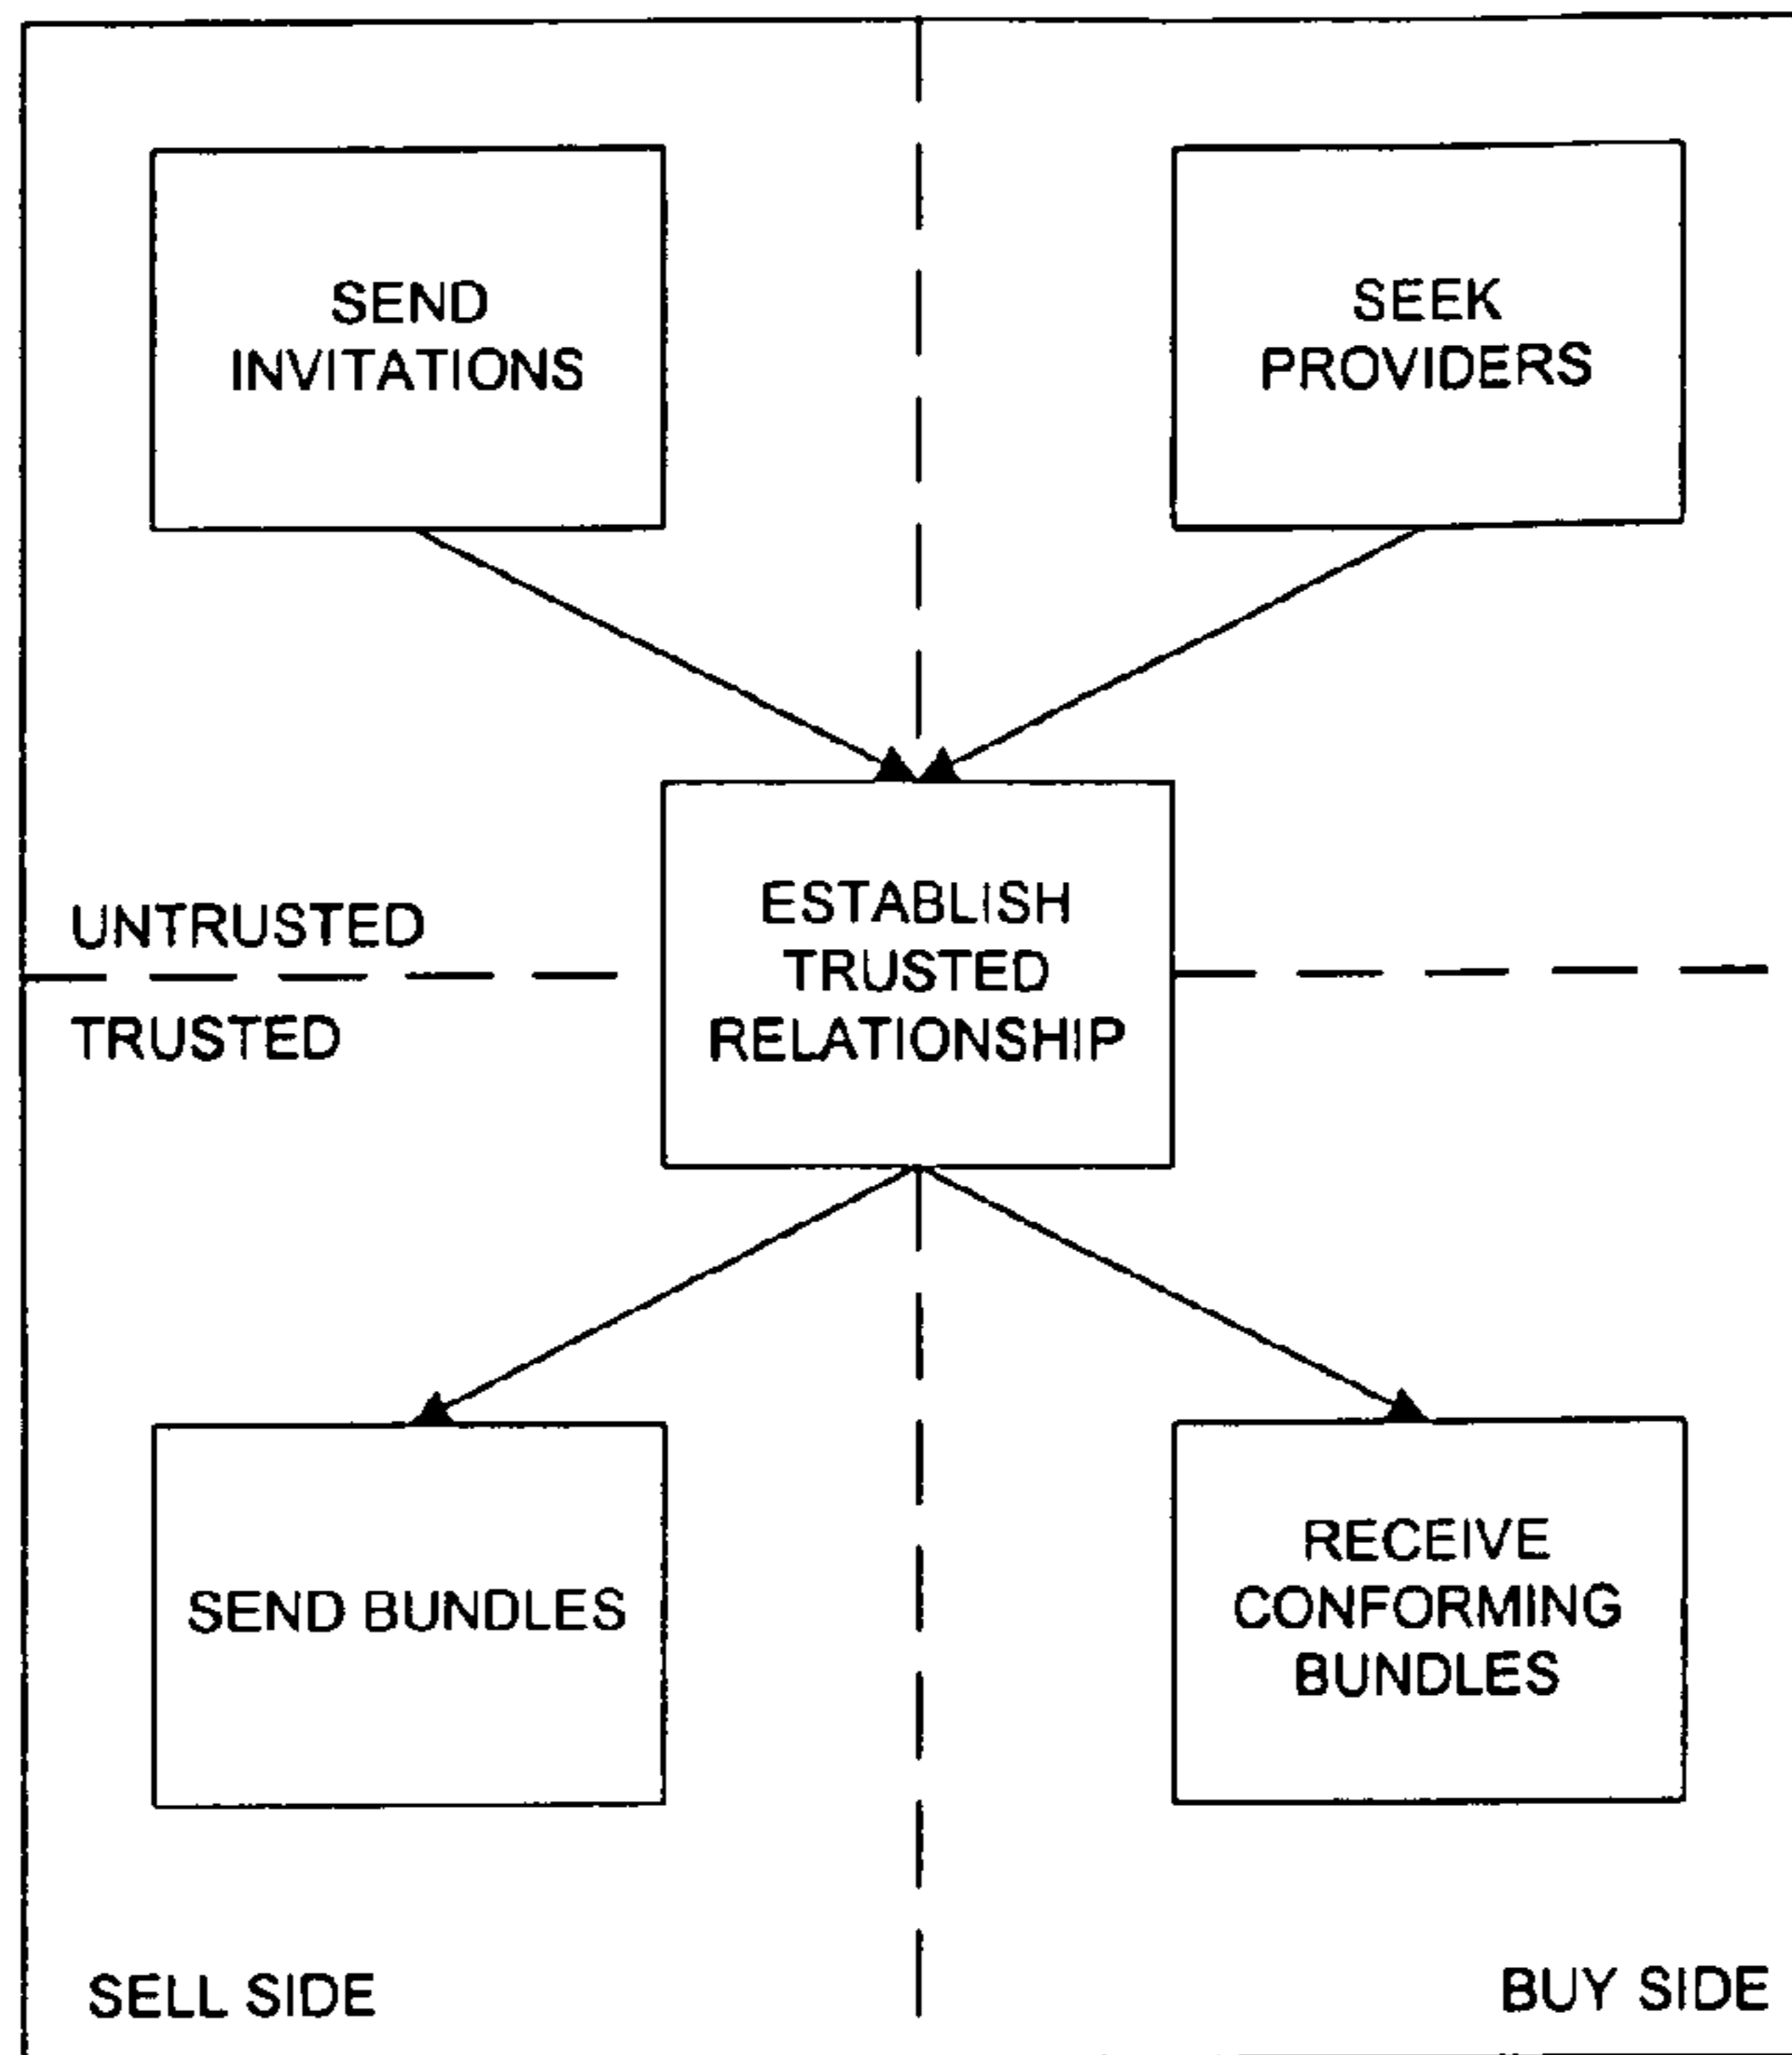 SEND
INVITATIONS
SEEK
PROVIDERS
UNTRUSTED
TRUSTED
ESTABLISH
TRUSTED
RELATIONSHIP
SEND BUNDLES
RECEIVE
CONFORMING
BUNDLES
SELL SIDE
BUY SIDE